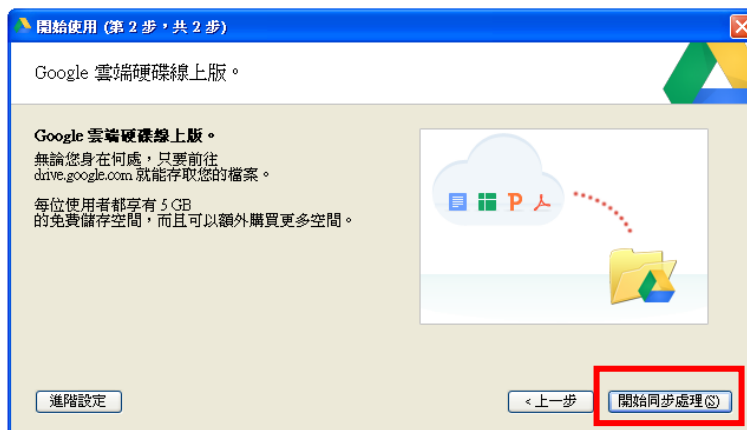 開始使用 (第 2 步，共 2 步)
Google 雲端硬碟線上版。
Google 雲端硬碟線上版。
無論您身在何處，只要前往
drive.google.com 就能存取您的檔案。
每位使用者都享有 5 GB
的免費儲存空間，而且可以額外購買更多空間。
P
進階設定
<上一步
開始同步處理(S)